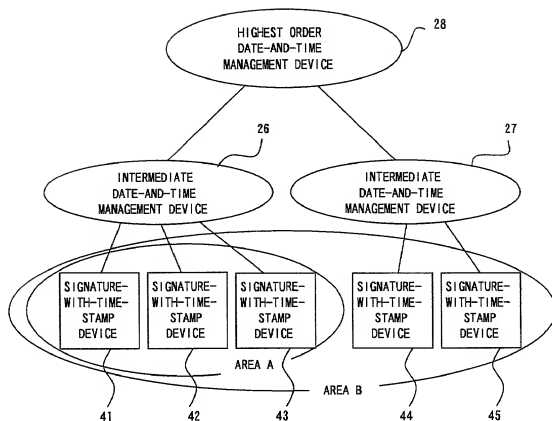 HIGHEST ORDER
DATE-AND-TIME
MANAGEMENT DEVICE
28
26
27
INTERMEDIATE
DATE-AND-TIME
MANAGEMENT DEVICE
INTERMEDIATE
DATE-AND-TIME
MANAGEMENT DEVICE
SIGNATURE-
WITH-TIME-
STAMP
DEVICE
SIGNATURE-
WITH-TIME-
STAMP
DEVICE
SIGNATURE-
WITH-TIME-
STAMP
DEVICE
SIGNATURE-
WITH-TIME-
STAMP
DEVICE
SIGNATURE-
WITH-TIME-
STAMP
DEVICE
AREA A
AREA B
41
42
43
44
45